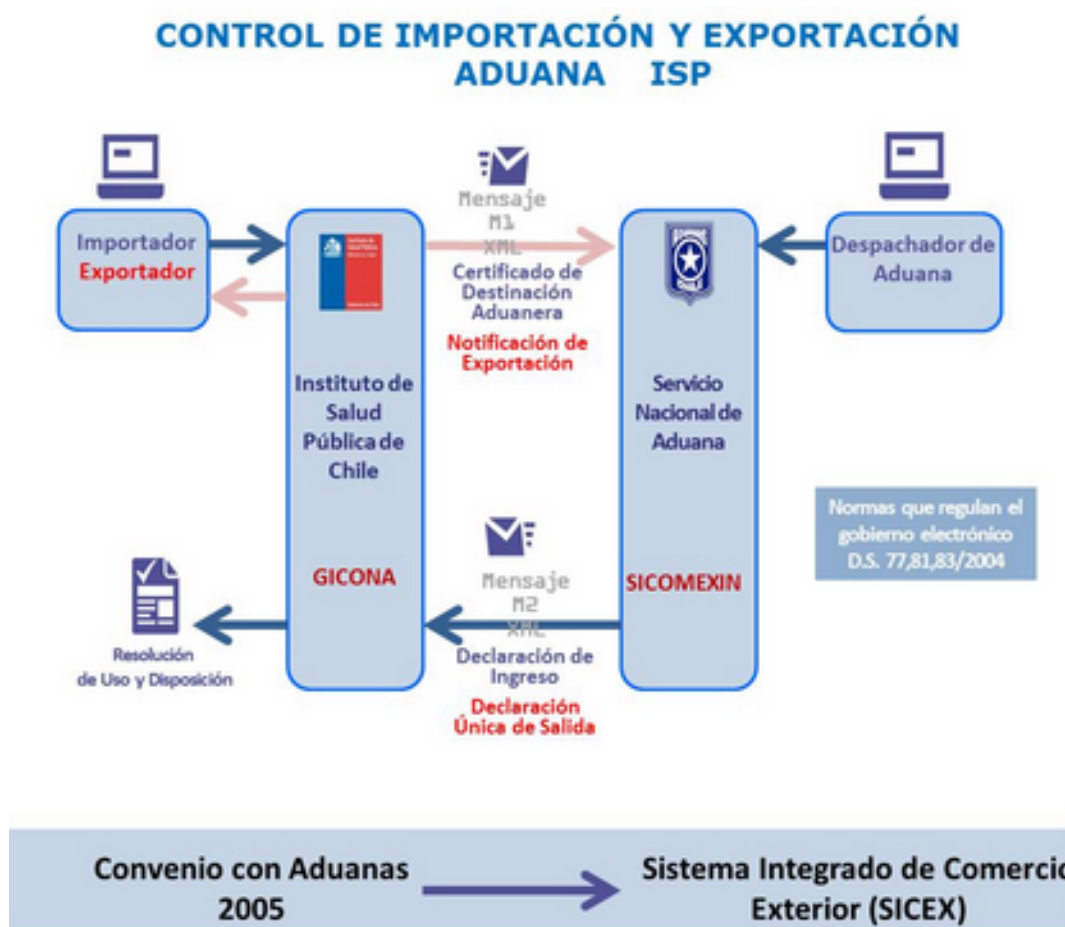 CONTROL DE IMPORTACIÓN Y EXPORTACIÓN
ADUANA ISP
Importador
Exportador
Mensaje
M1
XML
Certificado de
Destinación
Aduanera
Notificación de
Exportación
Despachador de
Aduana
Instituto de
Salud
Pública de
Chile
Servicio
Nacional de
Aduana
Normas que regulan el
gobierno electrónico
D.S. 77,81,83/2004
GICONA
Mensaje
M2
XML
SICOMEXIN
Declaración de
Ingreso
Declaración
Única de Salida
Resolución
de Uso y Disposición
Convenio con Aduanas
2005
Sistema Integrado de Comercio
Exterior (SICEX)